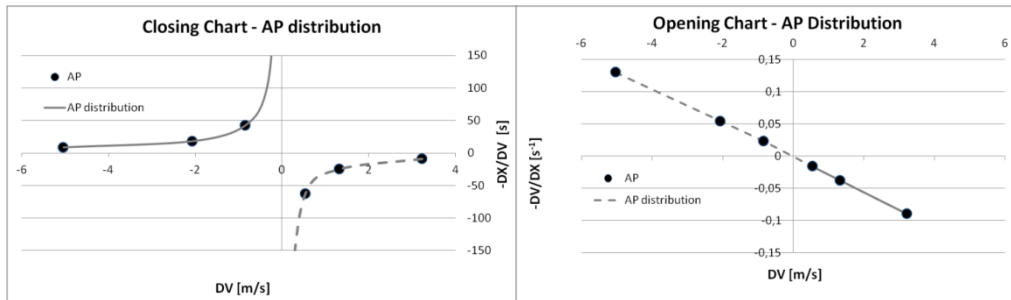 Closing Chart - AP distribution
150
100
50
0
-50
-100
-150
-6
-4
-2
0
2
4
AP
AP distribution
-DX/DV [s]
DV [m/s]
Opening Chart - AP Distribution
-6
-4
-2
0
2
4
6
0,15
0,1
0,05
0
-0,05
-0,1
-0,15
AP
AP distribution
-DV/DX [s⁻¹]
DV [m/s]